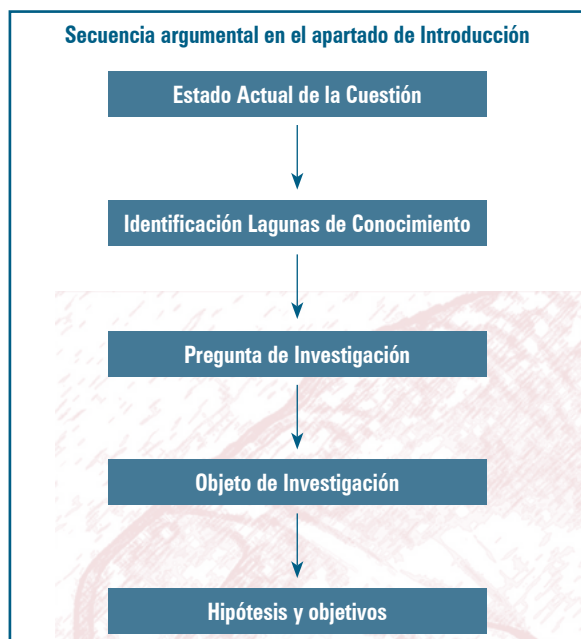 Secuencia argumental en el apartado de Introducción
Estado Actual de la Cuestión
Identificación Lagunas de Conocimiento
Pregunta de Investigación
Objeto de Investigación
Hipótesis y objetivos